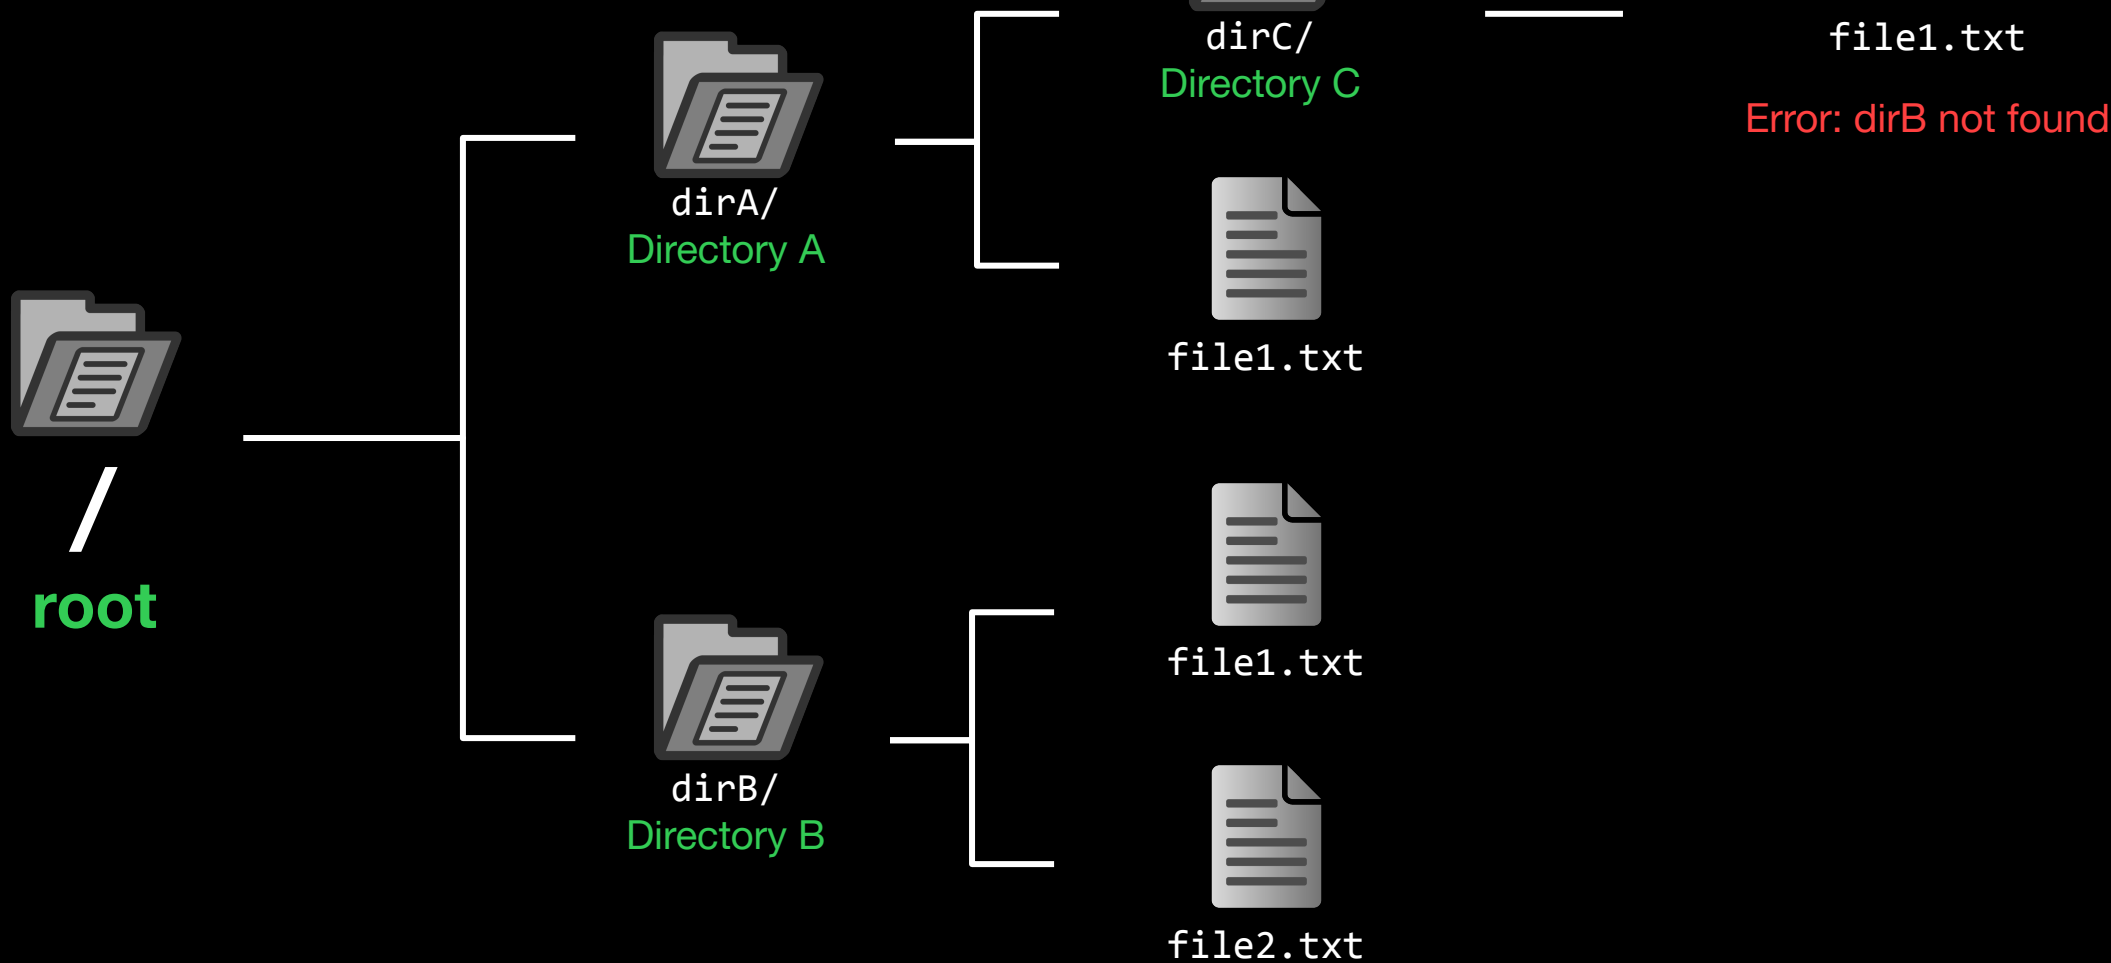 dirC/
Directory C
file1.txt
Error: dirB not found
dirA/
Directory A
file1.txt
/
root
file1.txt
dirB/
Directory B
file2.txt